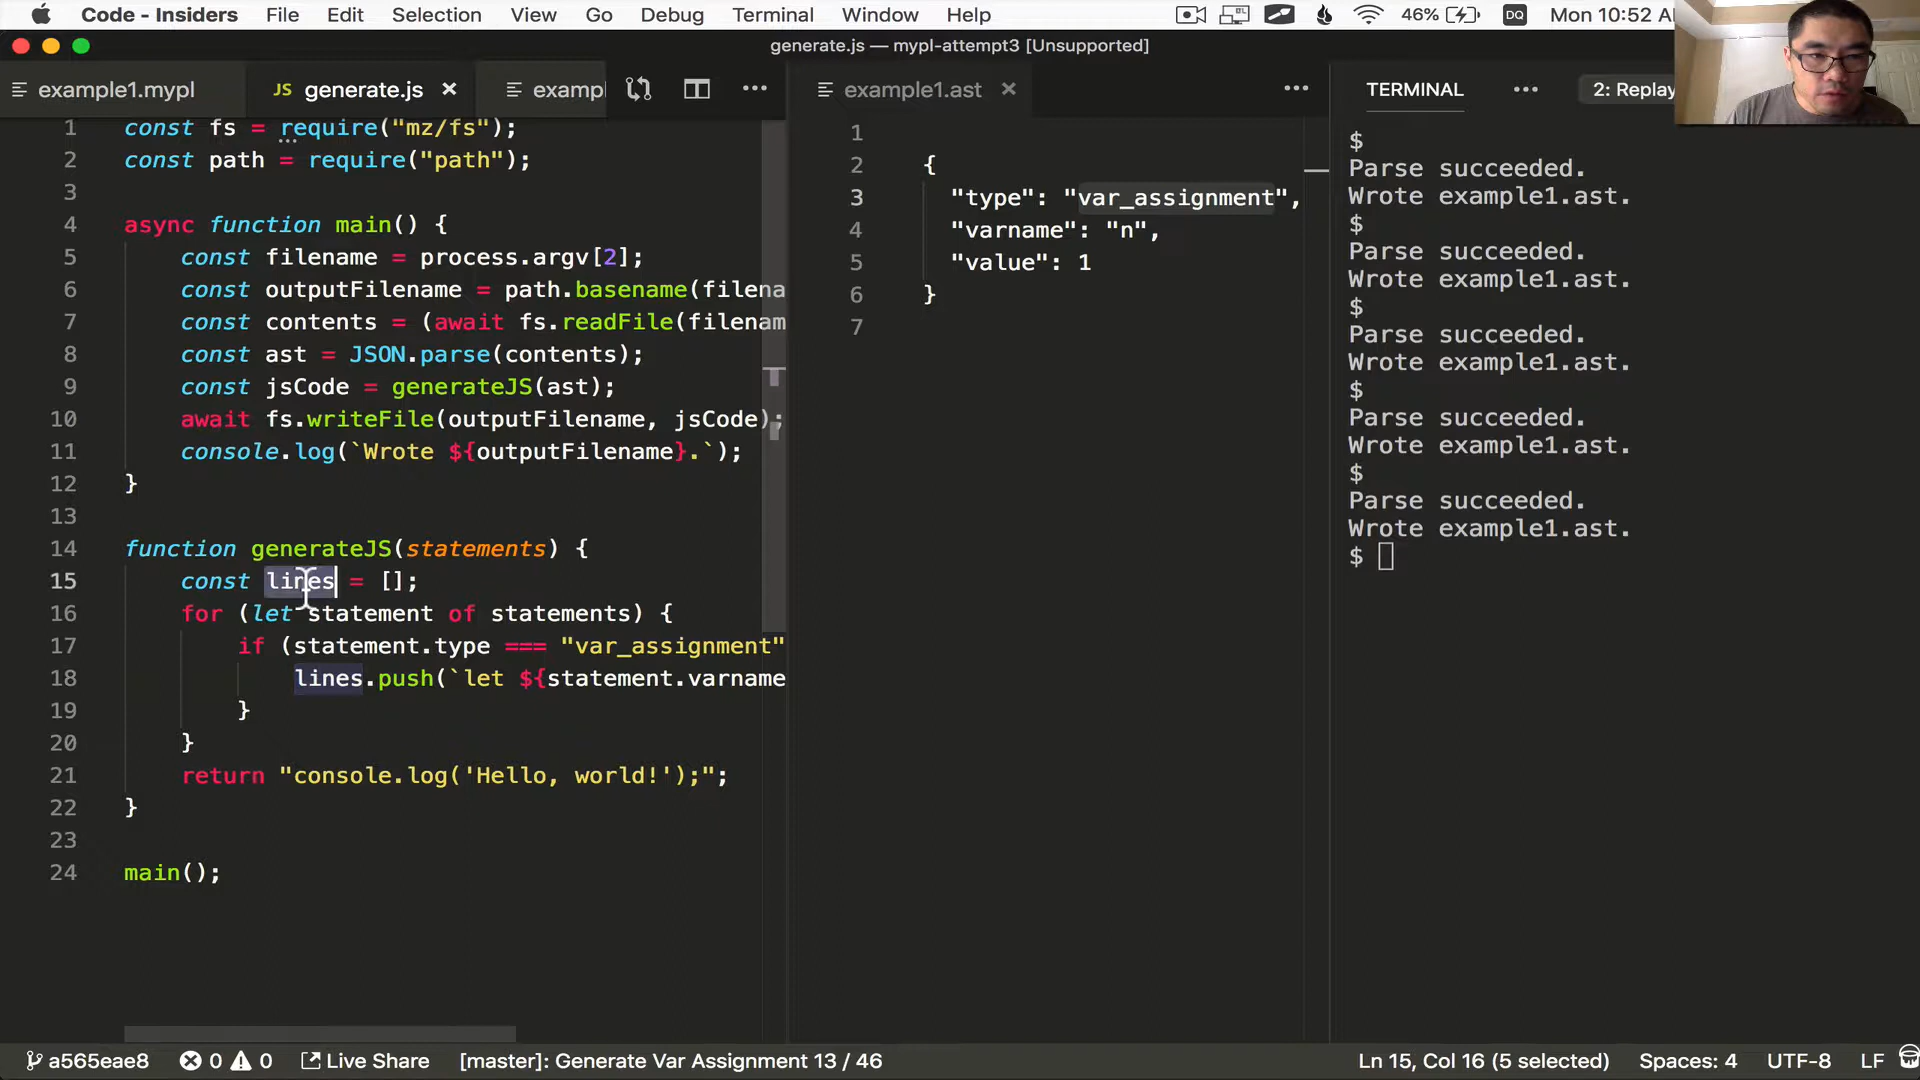 Code - Insiders File Edit Selection View Go Debug Terminal Window Help 46% DQ Mon 10:52
generate.js — mypl-attempt3 [Unsupported]
example1.mypl JS generate.js × examp ••• example1.ast × ••• TERMINAL ••• 2: Replay
1 const fs = require("mz/fs");
2 const path = require("path");
3
4 async function main() {
5 const filename = process.argv[2];
6 const outputFilename = path.basename(filena
7 const contents = (await fs.readFile(filenam
8 const ast = JSON.parse(contents);
9 const jsCode = generateJS(ast);
10 await fs.writeFile(outputFilename, jsCode);
11 console.log(`Wrote ${outputFilename}.`);
12 }
13
14 function generateJS(statements) {
15 const lines = [];
16 for (let statement of statements) {
17 if (statement.type === "var_assignment"
18 lines.push(`let ${statement.varname
19 }
20 }
21 return "console.log('Hello, world!');";
22 }
23
24 main();
1
2 {
3 "type": "var_assignment",
4 "varname": "n",
5 "value": 1
6 }
7
$
Parse succeeded.
Wrote example1.ast.
$
Parse succeeded.
Wrote example1.ast.
$
Parse succeeded.
Wrote example1.ast.
$
Parse succeeded.
Wrote example1.ast.
$
Parse succeeded.
Wrote example1.ast.
$
a565eae8 0 0 Live Share [master]: Generate Var Assignment 13 / 46 Ln 15, Col 16 (5 selected) Spaces: 4 UTF-8 LF